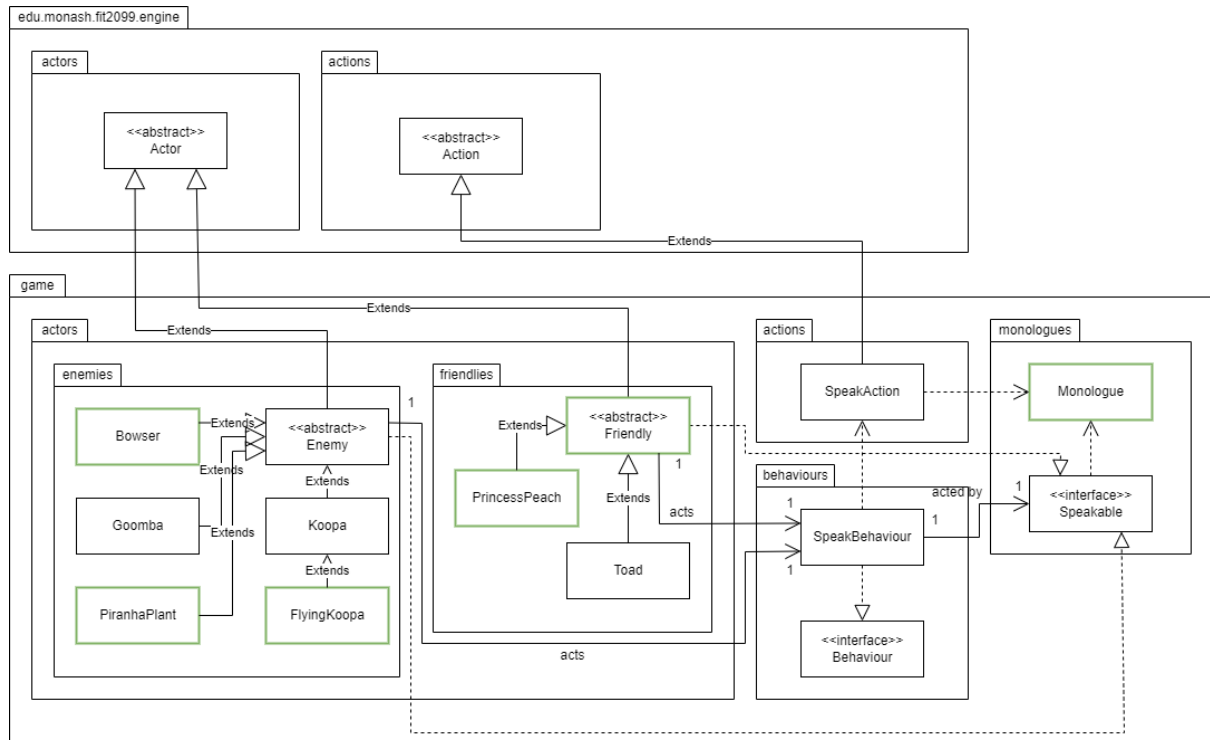 edu.monash.fit2099.engine
actors
actions
<<abstract>>
Actor
<<abstract>>
Action
Extends
game
Extends
Extends
actors
actions
monologues
enemies
friendlies
SpeakAction
Monologue
1
Bowser
Extends
<<abstract>>
Enemy
Extends
<<abstract>>
Friendly
Extends
1
PrincessPeach
behaviours
Extends
Extends
acted by
1
<<interface>>
Speakable
Goomba
Extends
Koopa
acts
1
SpeakBehaviour
1
Extends
Toad
1
PiranhaPlant
FlyingKoopa
<<interface>>
Behaviour
acts